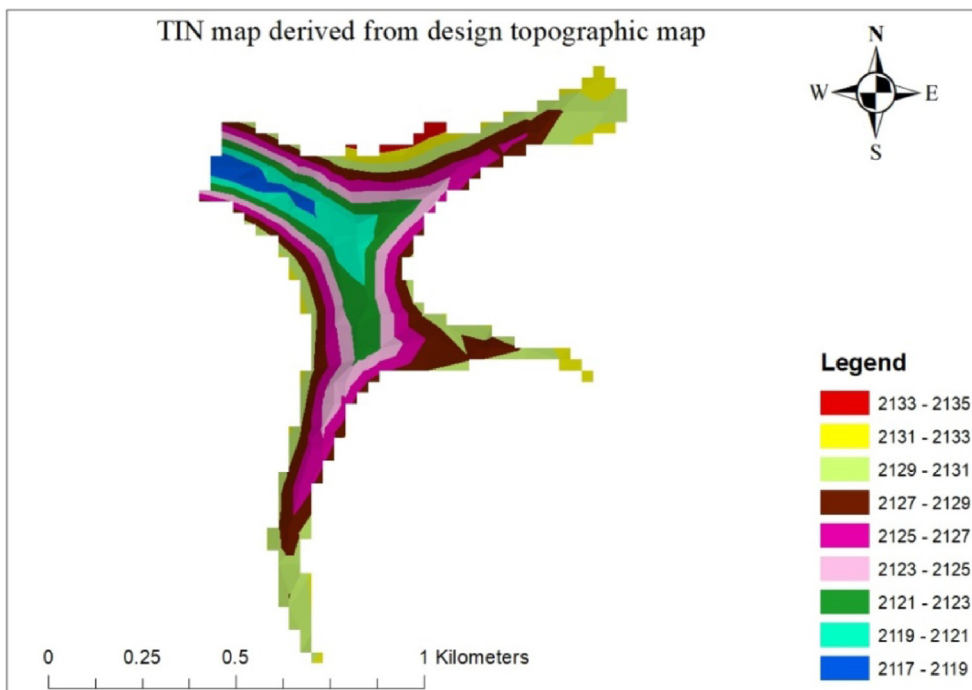 TIN map derived from design topographic map
N
W E
S
Legend
2133 - 2135
2131 - 2133
2129 - 2131
2127 - 2129
2125 - 2127
2123 - 2125
2121 - 2123
2119 - 2121
2117 - 2119
0 0.25 0.5 1 Kilometers